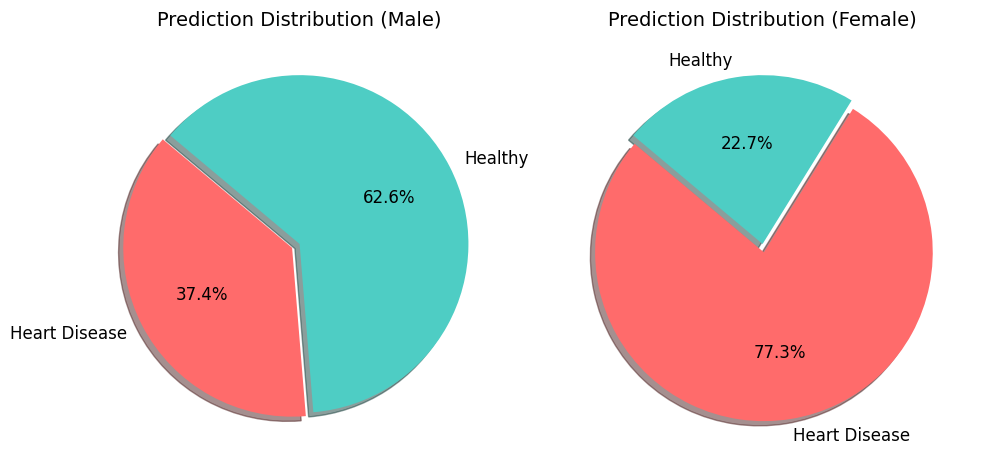 Prediction Distribution (Male)
Healthy
62.6%
37.4%
Heart Disease
Prediction Distribution (Female)
Healthy
22.7%
77.3%
Heart Disease